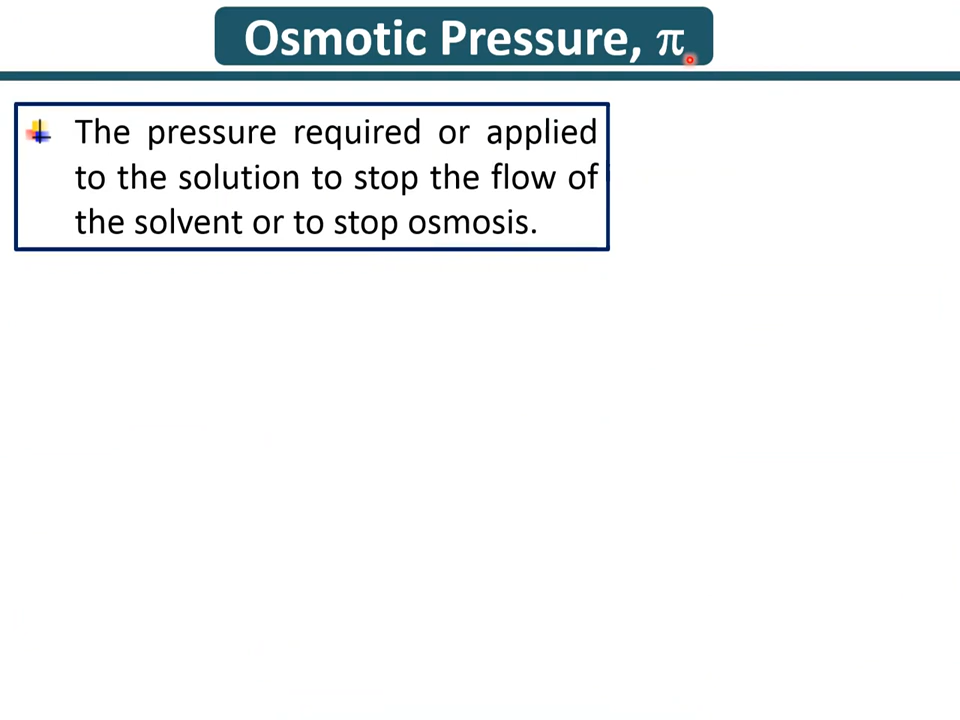 Osmotic Pressure, π
The pressure required or applied
to the solution to stop the flow of
the solvent or to stop osmosis.